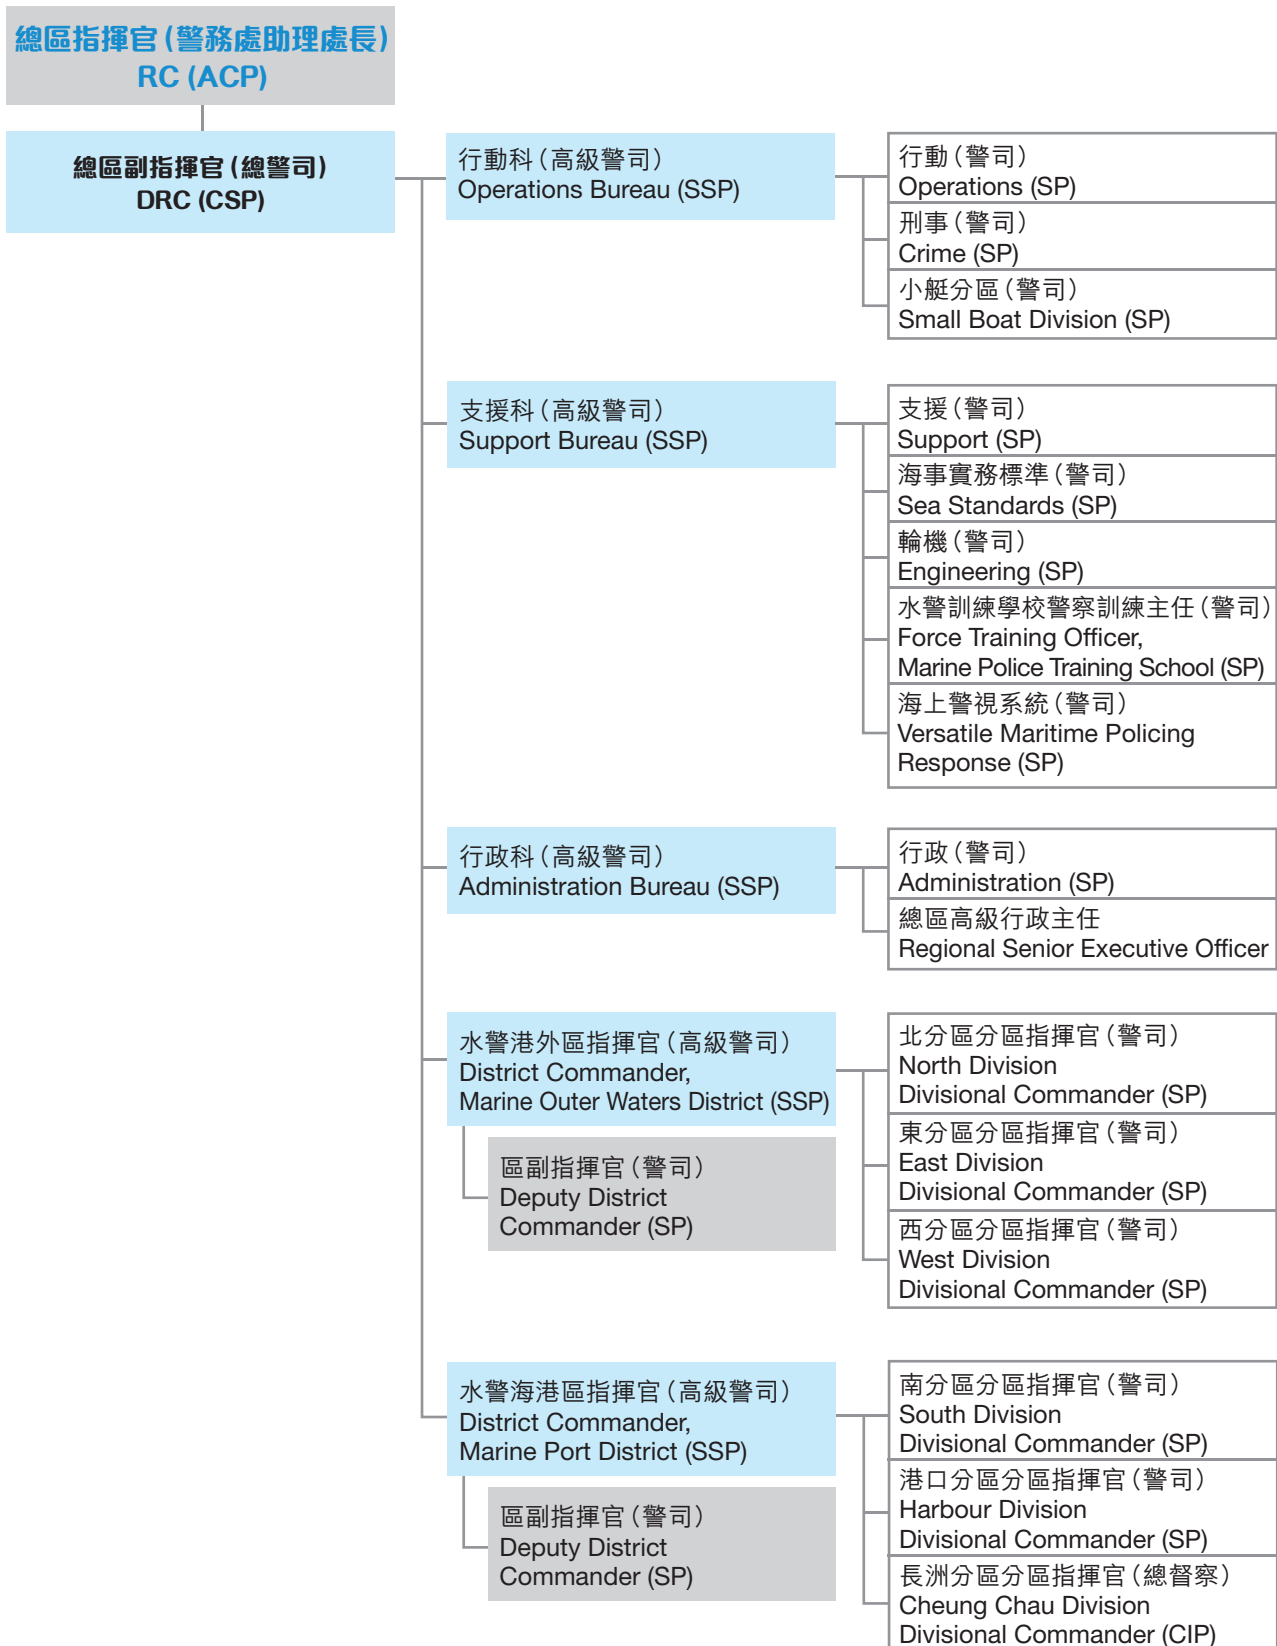 總區指揮官(警務處助理處長)
RC (ACP)
總區副指揮官(總警司)
DRC (CSP)
行動科(高級警司)
Operations Bureau (SSP)
行動(警司)
Operations (SP)
刑事(警司)
Crime (SP)
小艇分區(警司)
Small Boat Division (SP)
支援科(高級警司)
Support Bureau (SSP)
支援(警司)
Support (SP)
海事實務標準(警司)
Sea Standards (SP)
輪機(警司)
Engineering (SP)
水警訓練學校警察訓練主任(警司)
Force Training Officer,
Marine Police Training School (SP)
海上警視系統(警司)
Versatile Maritime Policing
Response (SP)
行政科(高級警司)
Administration Bureau (SSP)
行政(警司)
Administration (SP)
總區高級行政主任
Regional Senior Executive Officer
水警港外區指揮官(高級警司)
District Commander,
Marine Outer Waters District (SSP)
區副指揮官(警司)
Deputy District
Commander (SP)
北分區分區指揮官(警司)
North Division
Divisional Commander (SP)
東分區分區指揮官(警司)
East Division
Divisional Commander (SP)
西分區分區指揮官(警司)
West Division
Divisional Commander (SP)
水警海港區指揮官(高級警司)
District Commander,
Marine Port District (SSP)
區副指揮官(警司)
Deputy District
Commander (SP)
南分區分區指揮官(警司)
South Division
Divisional Commander (SP)
港口分區分區指揮官(警司)
Harbour Division
Divisional Commander (SP)
長洲分區分區指揮官(總督察)
Cheung Chau Division
Divisional Commander (CIP)